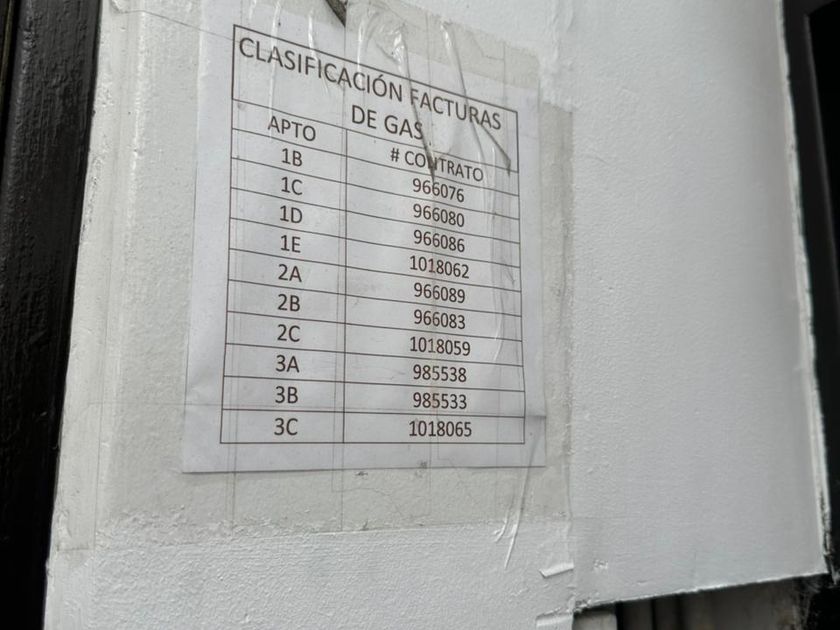 CLASIFICACIÓN FACTURAS
DE GAS
APTO # CONTRATO
1B 966076
1C 966080
1D 966086
1E 1018062
2A 966089
2B 966083
2C 1018059
3A 985538
3B 985533
3C 1018065